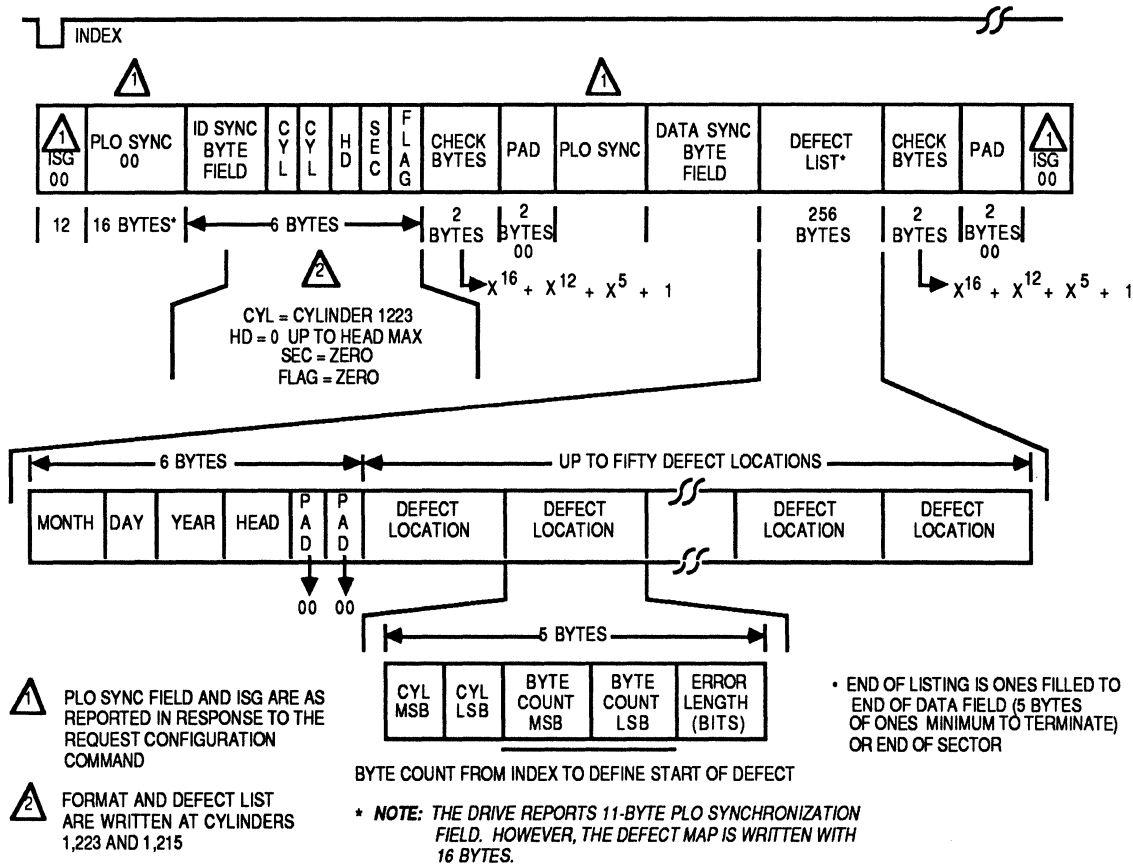 INDEX
1
1
1
ISG
00
PLO SYNC
00
ID SYNC
BYTE
FIELD
CYL
CYL
HD
SEC
FLAG
CHECK
BYTES
PAD
PLO SYNC
DATA SYNC
BYTE
FIELD
DEFECT
LIST*
CHECK
BYTES
PAD
1
ISG
00
12
16 BYTES*
6 BYTES
2
BYTES
2
BYTES
00
256
BYTES
2
BYTES
2
BYTES
00
X16 + X12 + X5 + 1
X16 + X12 + X5 + 1
2
CYL = CYLINDER 1223
HD = 0 UP TO HEAD MAX
SEC = ZERO
FLAG = ZERO
6 BYTES
UP TO FIFTY DEFECT LOCATIONS
MONTH
DAY
YEAR
HEAD
PAD
PAD
DEFECT
LOCATION
DEFECT
LOCATION
DEFECT
LOCATION
DEFECT
LOCATION
00
00
5 BYTES
CYL
MSB
CYL
LSB
BYTE
COUNT
MSB
BYTE
COUNT
LSB
ERROR
LENGTH
(BITS)
BYTE COUNT FROM INDEX TO DEFINE START OF DEFECT
1
PLO SYNC FIELD AND ISG ARE AS
REPORTED IN RESPONSE TO THE
REQUEST CONFIGURATION
COMMAND
2
FORMAT AND DEFECT LIST
ARE WRITTEN AT CYLINDERS
1,223 AND 1,215
• END OF LISTING IS ONES FILLED TO
END OF DATA FIELD (5 BYTES
OF ONES MINIMUM TO TERMINATE)
OR END OF SECTOR
* NOTE: THE DRIVE REPORTS 11-BYTE PLO SYNCHRONIZATION
FIELD. HOWEVER, THE DEFECT MAP IS WRITTEN WITH
16 BYTES.